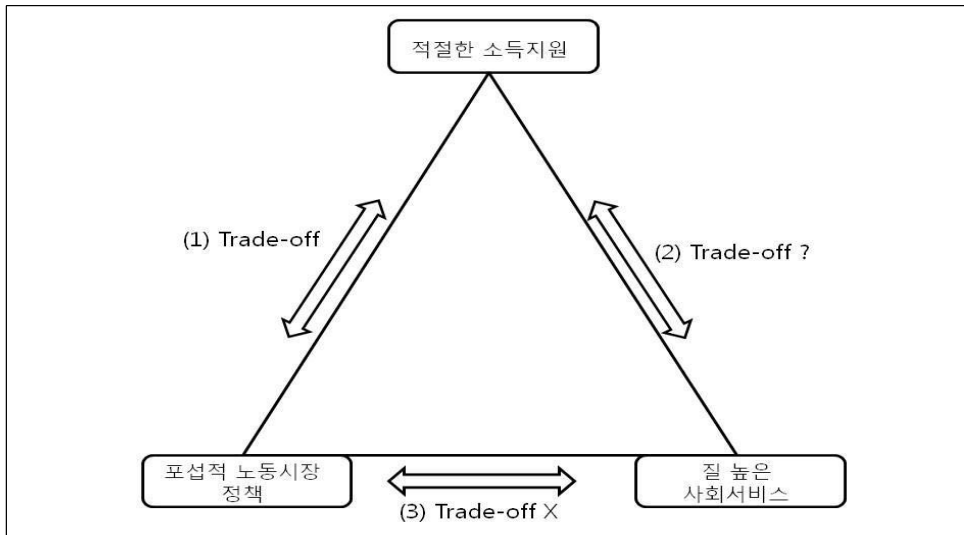 적절한 소득지원
(1) Trade-off
(2) Trade-off ?
포섭적 노동시장
정책
질 높은
사회서비스
(3) Trade-off X